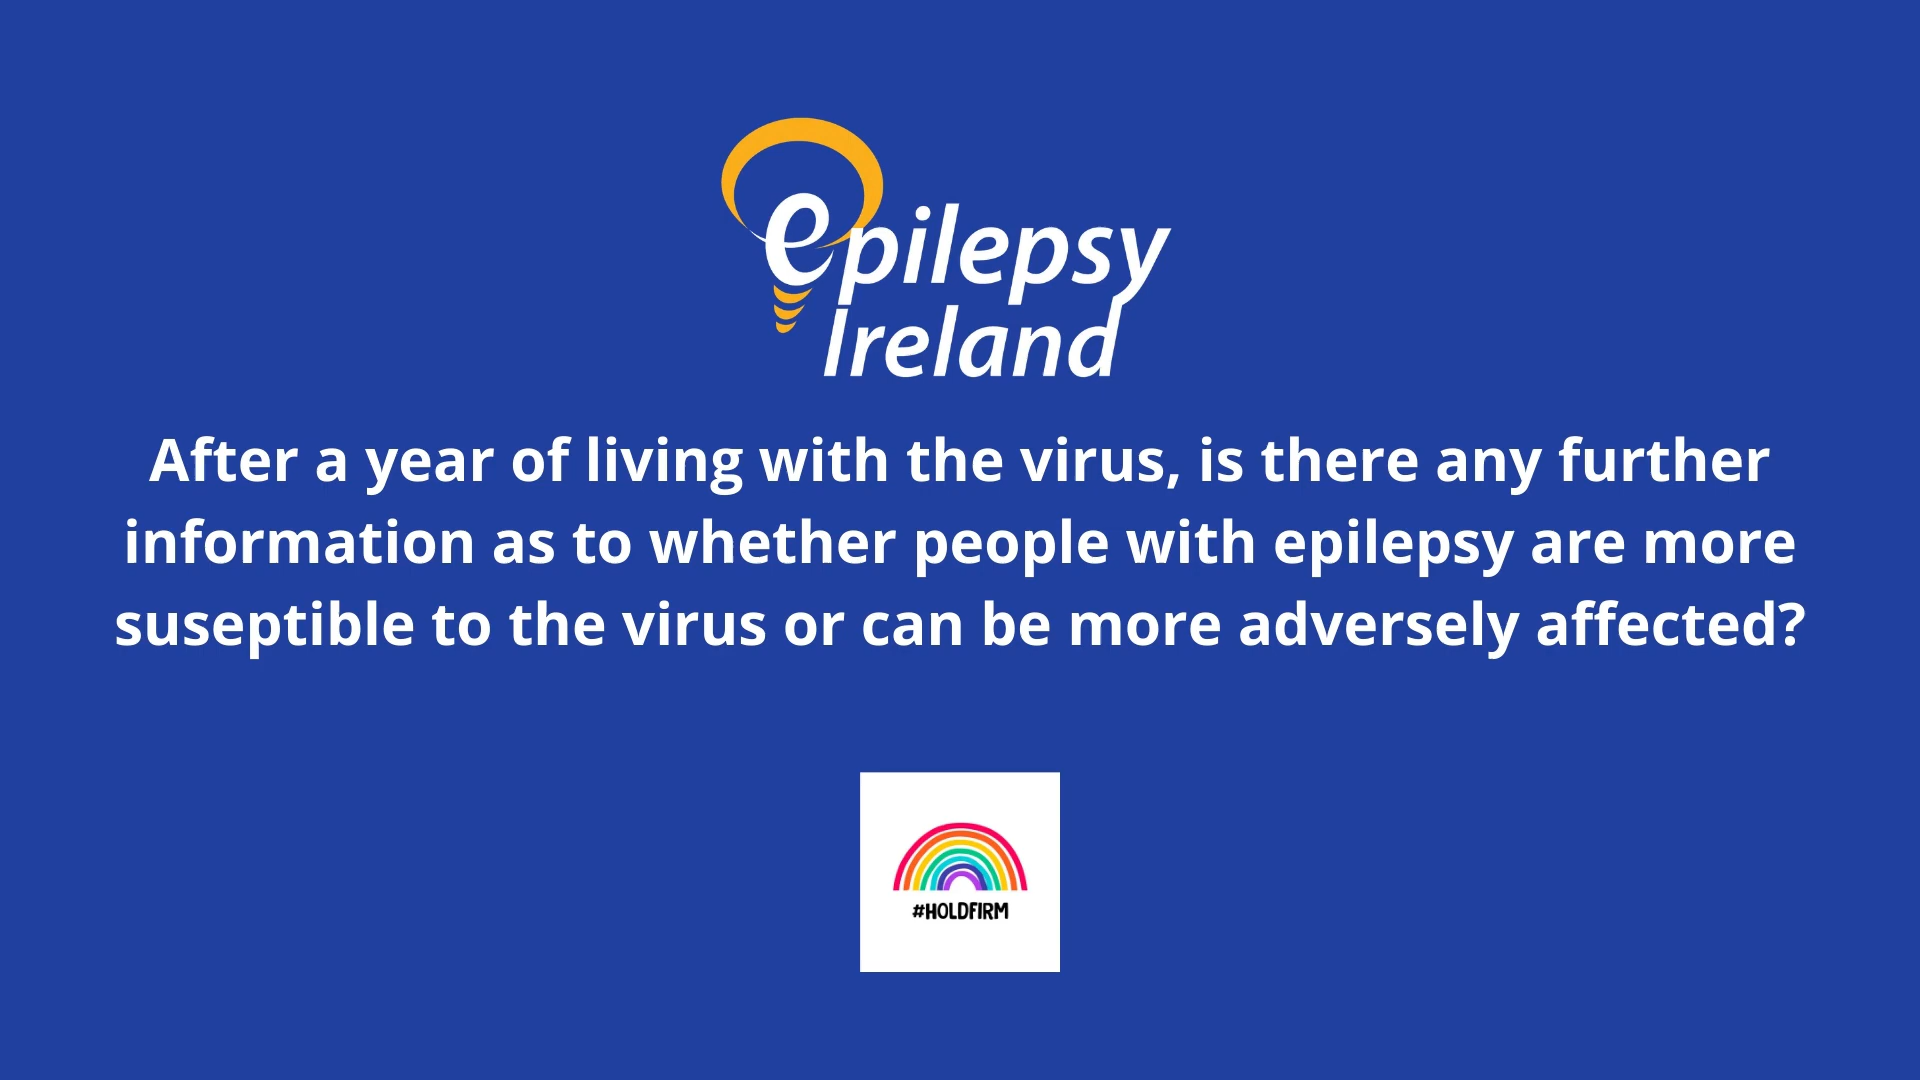 epilepsy
Ireland
After a year of living with the virus, is there any further
information as to whether people with epilepsy are more
suseptible to the virus or can be more adversely affected?
#HOLDFIRM